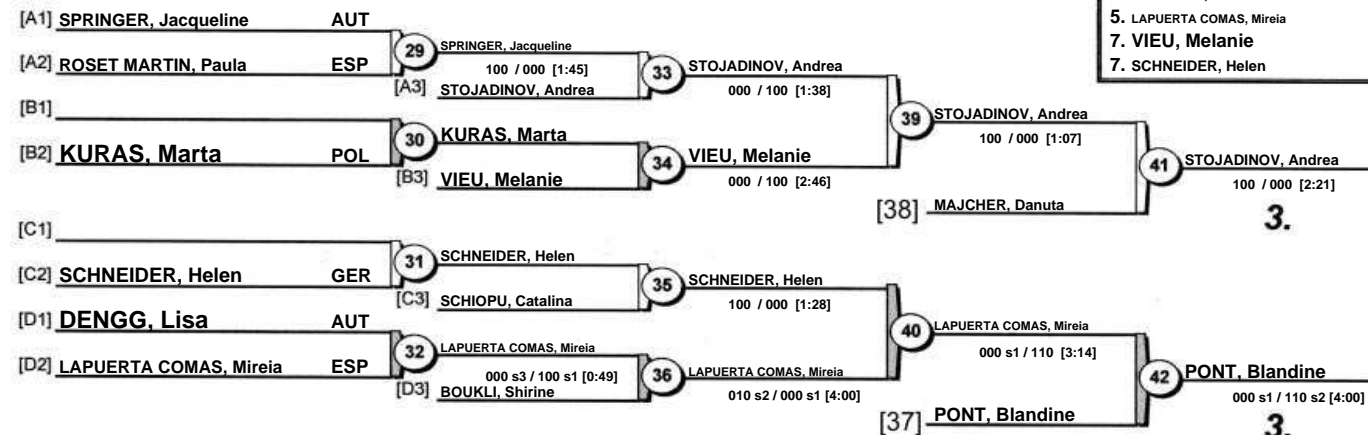 [A1] SPRINGER, Jacqueline AUT
[A2] ROSET MARTIN, Paula ESP
[B1]
[B2] KURAS, Marta POL
[C1]
[C2] SCHNEIDER, Helen GER
[D1] DENGG, Lisa AUT
[D2] LAPUERTA COMAS, Mireia ESP
29
SPRINGER, Jacqueline
100 / 000 [1:45]
[A3] STOJADINOV, Andrea
30
KURAS, Marta
[B3] VIEU, Melanie
31
SCHNEIDER, Helen
[C3] SCHIOPU, Catalina
32
LAPUERTA COMAS, Mireia
000 s3 / 100 s1 [0:49]
[D3] BOUKLI, Shirine
33
STOJADINOV, Andrea
000 / 100 [1:38]
34
VIEU, Melanie
000 / 100 [2:46]
35
SCHNEIDER, Helen
100 / 000 [1:28]
36
LAPUERTA COMAS, Mireia
010 s2 / 000 s1 [4:00]
39
STOJADINOV, Andrea
100 / 000 [1:07]
[38] MAJCHER, Danuta
40
LAPUERTA COMAS, Mireia
000 s1 / 110 [3:14]
[37] PONT, Blandine
41
STOJADINOV, Andrea
100 / 000 [2:21]
3.
42
PONT, Blandine
000 s1 / 110 s2 [4:00]
3.
5. LAPUERTA COMAS, Mireia
7. VIEU, Melanie
7. SCHNEIDER, Helen